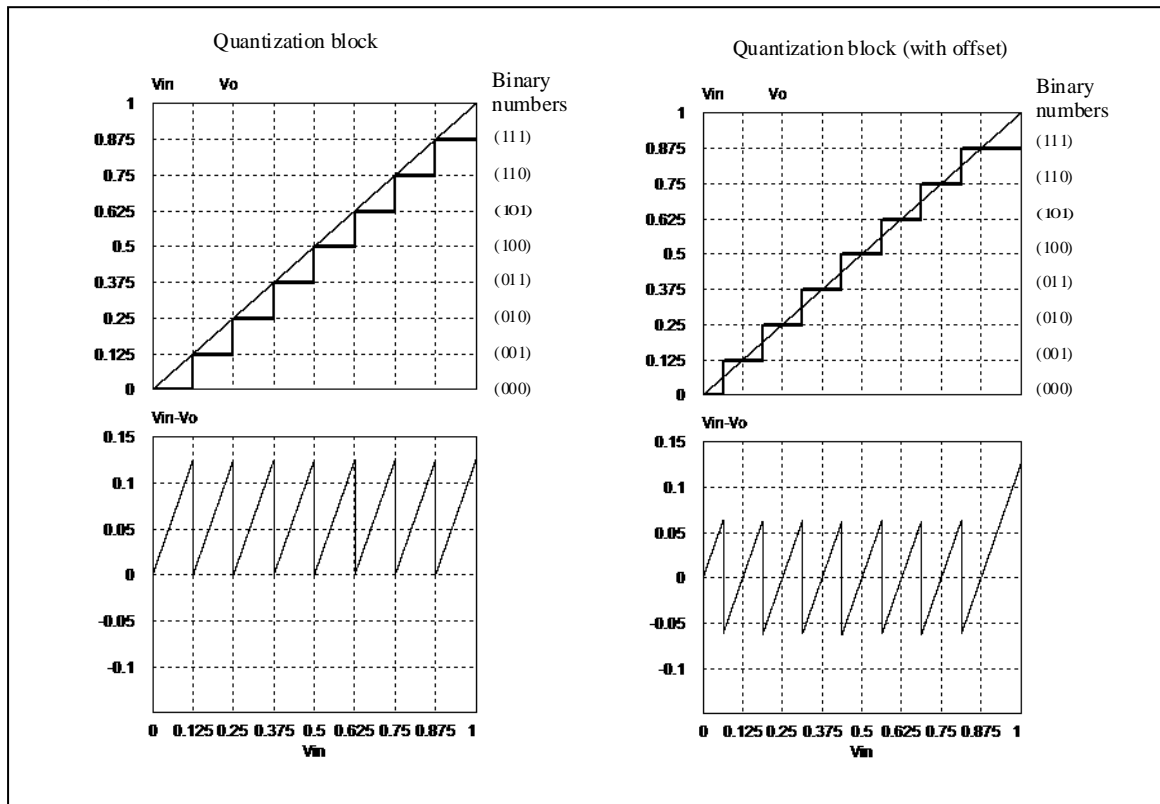 Quantization block
Vin Vo
Binary
numbers
1
0.875 (111)
0.75 (110)
0.625 (101)
0.5 (100)
0.375 (011)
0.25 (010)
0.125 (001)
0 (000)
Vin-Vo
0.15
0.1
0.05
0
-0.05
-0.1
0 0.125 0.25 0.375 0.5 0.625 0.75 0.875 1
Vin
Quantization block (with offset)
Vin Vo
Binary
numbers
1
0.875 (111)
0.75 (110)
0.625 (101)
0.5 (100)
0.375 (011)
0.25 (010)
0.125 (001)
0 (000)
Vin-Vo
0.15
0.1
0.05
0
-0.05
-0.1
0 0.125 0.25 0.375 0.5 0.625 0.75 0.875 1
Vin